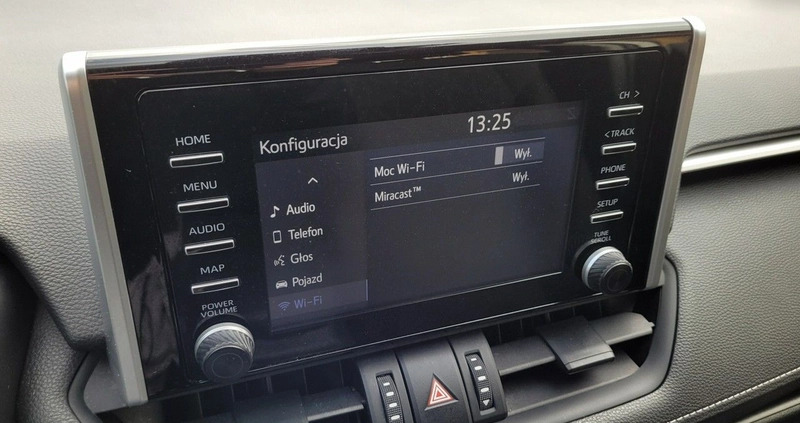 HOME
MENU
AUDIO
MAP
POWER
VOLUME
Konfiguracja
13:25
Audio
Telefon
Głos
Pojazd
Wi-Fi
Moc Wi-Fi
Wył.
Miracast™
Wył.
CH >
<TRACK
PHONE
SETUP
TUNE
SCROLL